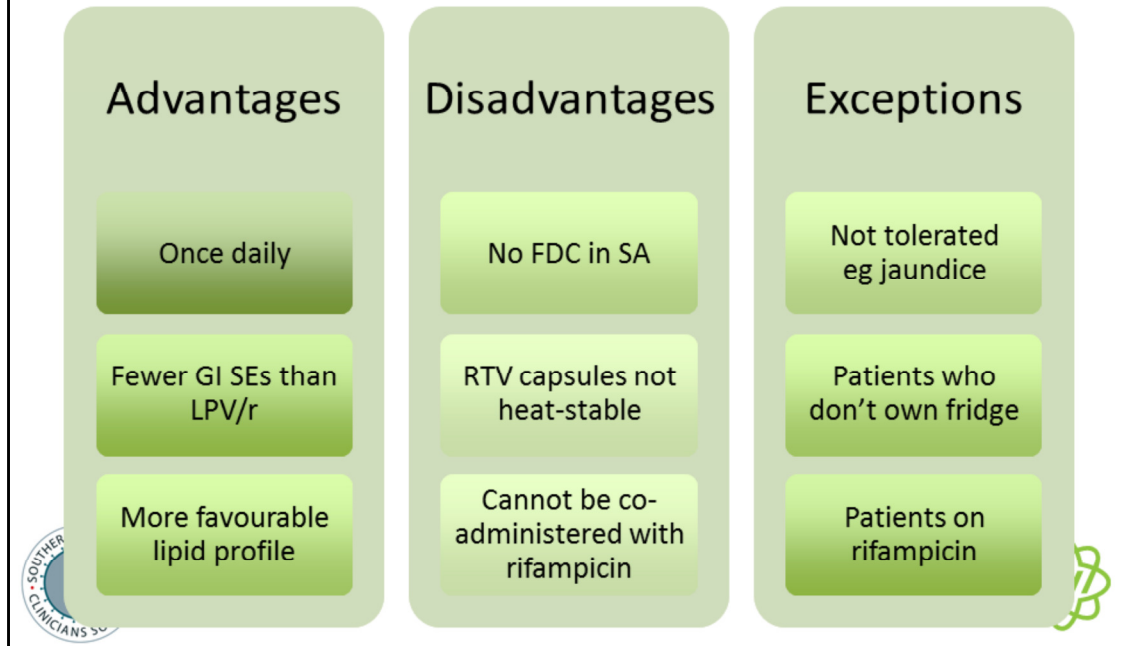 Advantages
Once daily
Fewer GI SEs than
LPV/r
More favourable
lipid profile
Disadvantages
No FDC in SA
RTV capsules not
heat-stable
Cannot be co-
administered with
rifampicin
Exceptions
Not tolerated
eg jaundice
Patients who
don't own fridge
Patients on
rifampicin
CLINICIANS